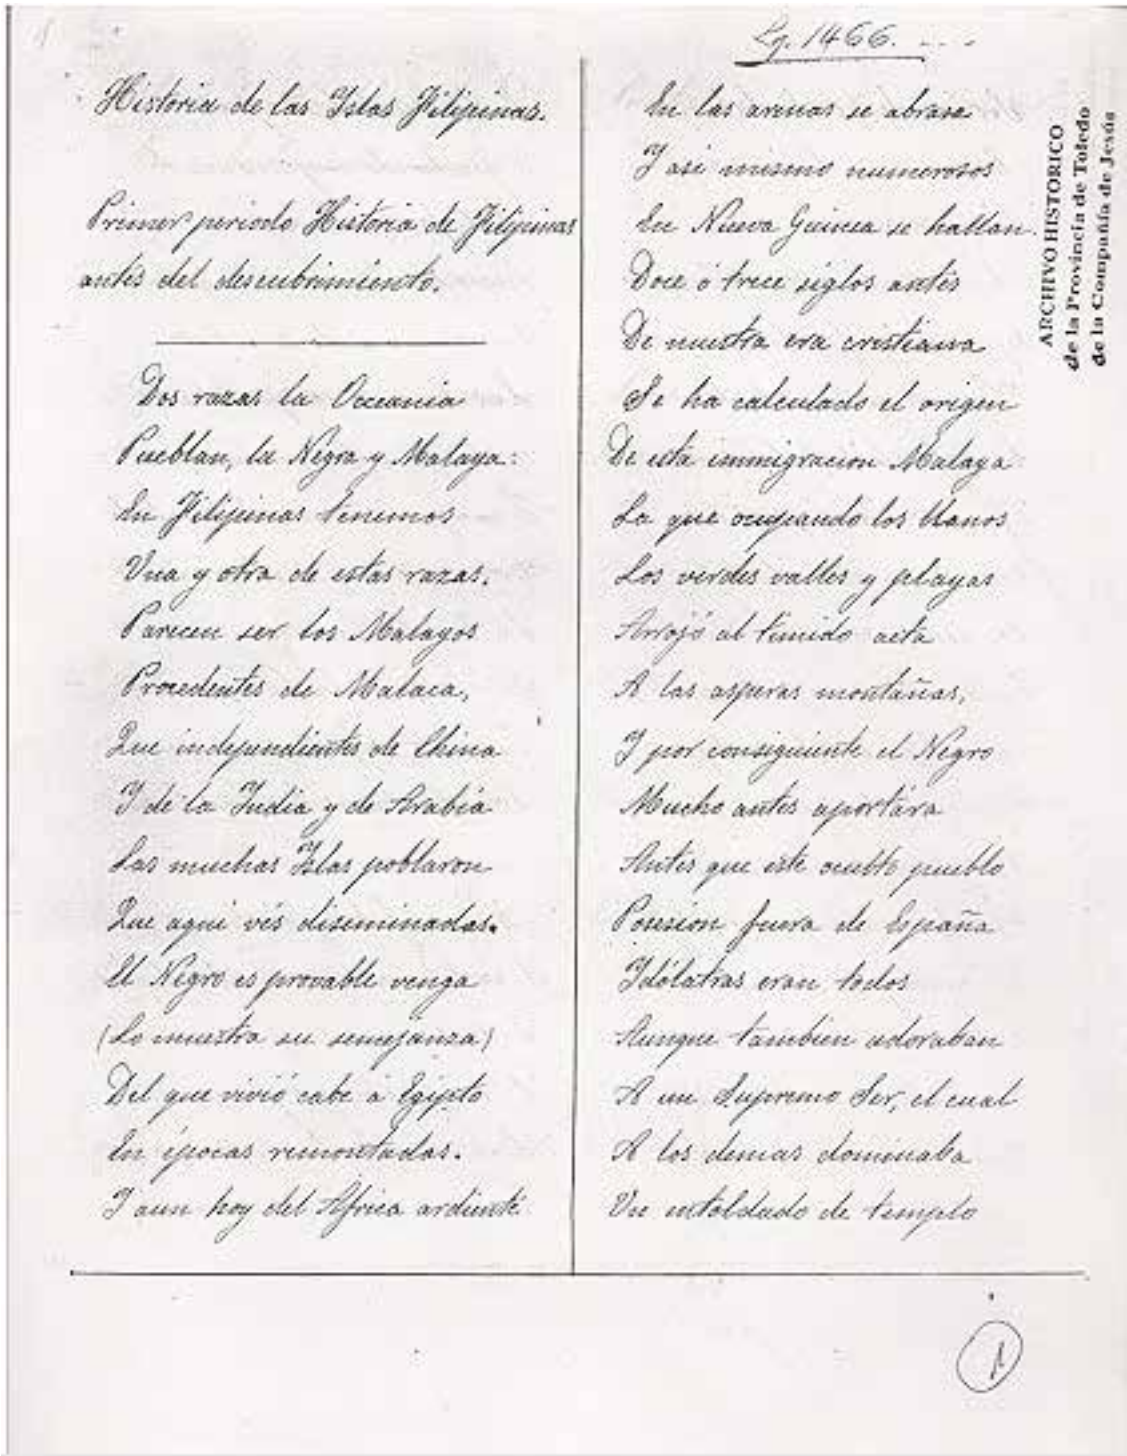 Lg. 1466.
Historia de las Islas Filipinas.
Primer periodo Historia de Filipinas
antes del descubrimiento.
Dos razas la Occeania
Pueblan, la Negra y Malaya:
En Filipinas tenemos
Una y otra de estas razas.
Parecen ser los Malayos
Procedentes de Malaca,
Que independientes de China
Y de la India y de Arabia
Las muchas Islas poblaron
Que aqui vés diseminadas.
El Negro es provable venga
(Lo muestra su semejanza)
Del que vivió cabe á Egipto
En épocas remontadas.
Y aun hoy del Africa ardiente
En las arenas se abrasa
Y asi mismo numerosos
En Nueva Guinea se hallan.
Doce ó trece siglos antes
De nuestra era cristiana
Se ha calculado el origen
De esta immigracion Malaya
La que ocupando los llanos
Los verdes valles y playas
Arrojó al timido aeta
A las asperas montañas,
Y por consiguiente el Negro
Mucho antes aportára
Antes que este pueblo
Posesion fuera de España
Idólatras eran todos
Aunque tambien adoraban
A un Supremo Ser, el cual
A los demas dominaba
Un entoldado de templo
ARCHIVO HISTORICO
de la Provincia de Toledo
de la Compañía de Jesús
1